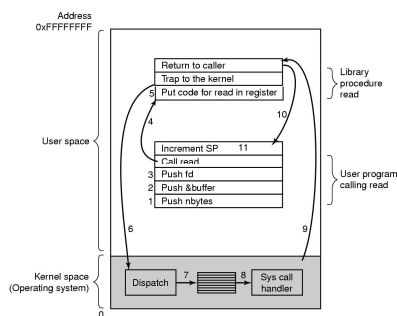 Address
0xFFFFFFFF
Return to caller
Trap to the kernel
5 Put code for read in register
Library
procedure
read
4
10
User space
Increment SP 11
Call read
3 Push fd
2 Push &buffer
1 Push nbytes
User program
calling read
6
9
Kernel space
(Operating system)
Dispatch
7
8
Sys call
handler
0